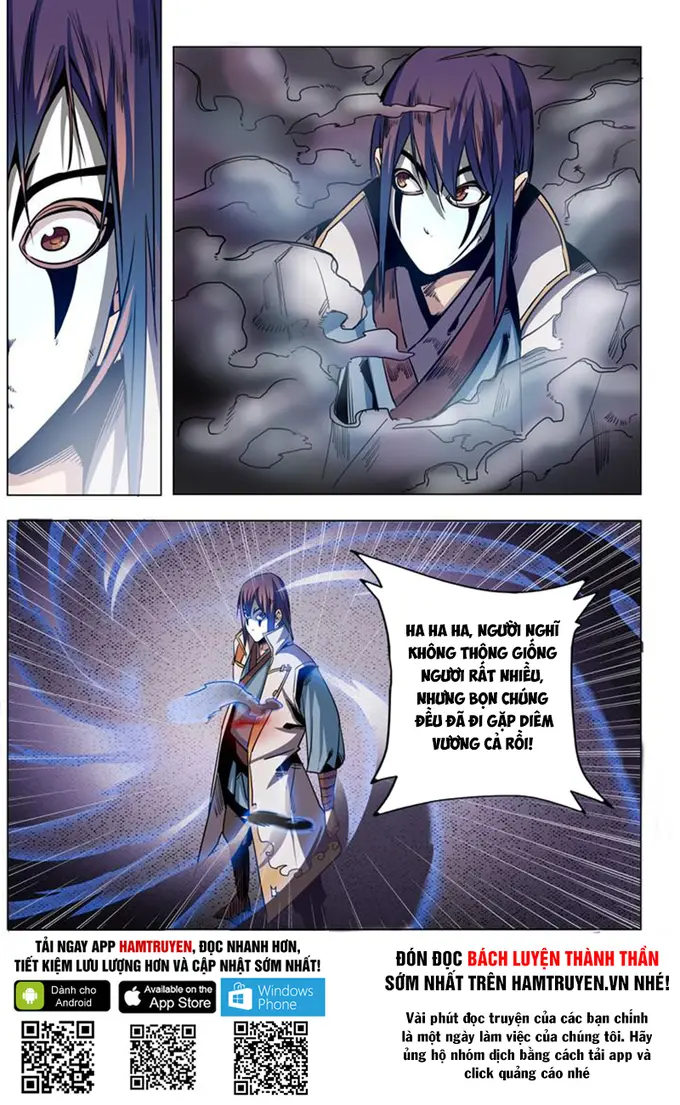 HA HA HA, NGƯỜI NGHĨ
KHÔNG THÔNG GIỐNG
NGƯỜI RẤT NHIỀU,
NHƯNG BỌN CHÚNG
ĐỀU ĐÃ ĐI GẶP DIÊM
VƯƠNG CẢ RỒI!
TẢI NGAY APP HAMTRUYEN, ĐỌC NHANH HƠN,
TIẾT KIỆM LƯU LƯỢNG HƠN VÀ CẬP NHẬT SỚM NHẤT!
Dành cho
Android
Available on the
App Store
Windows
Phone
ĐÓN ĐỌC BÁCH LUYỆN THÀNH THẦN
SỚM NHẤT TRÊN HAMTRUYEN.VN NHÉ!
Vài phút đọc truyện của các bạn chính
là một ngày làm việc của chúng tôi. Hãy
ủng hộ nhóm dịch bằng cách tải app và
click quảng cáo nhé